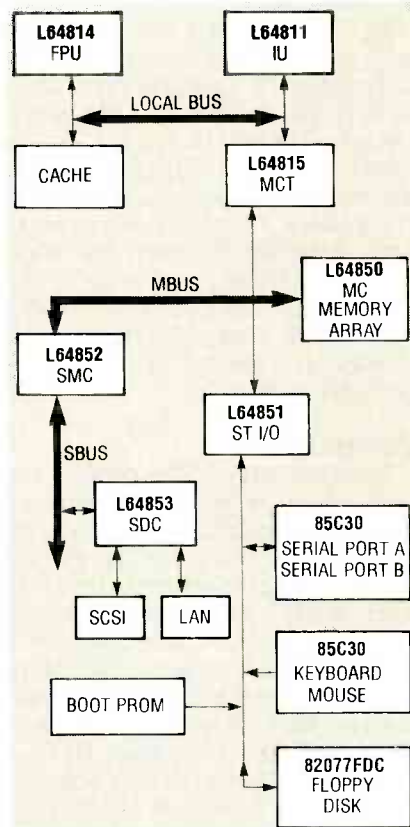 L64814
FPU
L64811
IU
LOCAL BUS
CACHE
L64815
MCT
MBUS
L64850
MC
MEMORY
ARRAY
L64852
SMC
L64851
ST I/O
SBUS
L64853
SDC
85C30
SERIAL PORT A
SERIAL PORT B
SCSI
LAN
85C30
KEYBOARD
MOUSE
BOOT PROM
82077FDC
FLOPPY
DISK